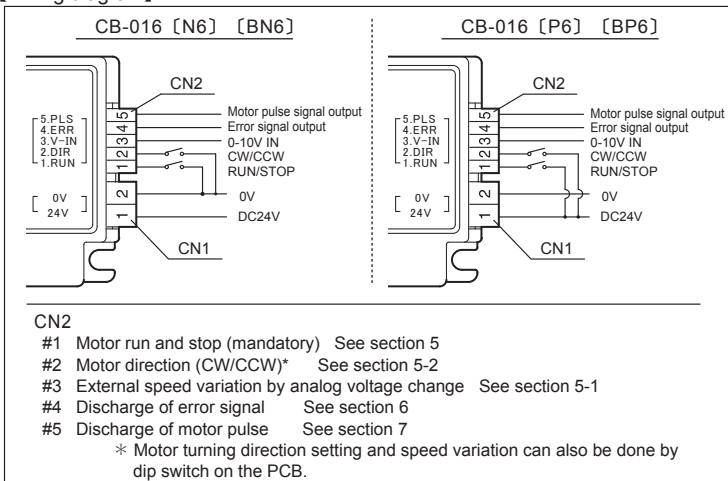 CB-016〔N6〕〔BN6〕
CN2
5.PLS
4.ERR
3.V-IN
2.DIR
1.RUN
0V
24V
5
4
3
2
1
2
1
Motor pulse signal output
Error signal output
0-10V IN
CW/CCW
RUN/STOP
0V
DC24V
CN1
CB-016〔P6〕〔BP6〕
CN2
5.PLS
4.ERR
3.V-IN
2.DIR
1.RUN
0V
24V
5
4
3
2
1
2
1
Motor pulse signal output
Error signal output
0-10V IN
CW/CCW
RUN/STOP
0V
DC24V
CN1
CN2
#1 Motor run and stop (mandatory) See section 5
#2 Motor direction (CW/CCW)* See section 5-2
#3 External speed variation by analog voltage change See section 5-1
#4 Discharge of error signal See section 6
#5 Discharge of motor pulse See section 7
＊ Motor turning direction setting and speed variation can also be done by
dip switch on the PCB.